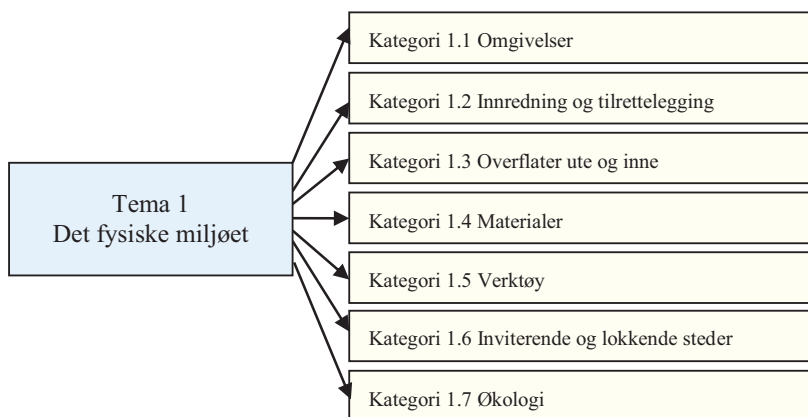 Tema 1
Det fysiske miljøet
Kategori 1.1 Omgivelser
Kategori 1.2 Innredning og tilrettelegging
Kategori 1.3 Overflater ute og inne
Kategori 1.4 Materialer
Kategori 1.5 Verktøy
Kategori 1.6 Inviterende og lokkende steder
Kategori 1.7 Økologi